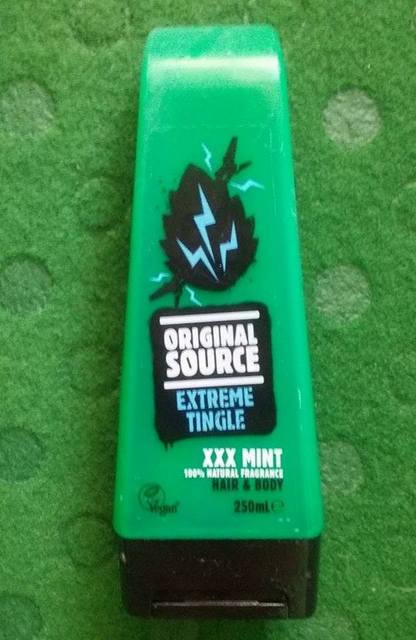 ORIGINAL
SOURCE
EXTREME
TINGLE
XXX MINT
100% NATURAL FRAGRANCE
HAIR & BODY
Vegan
250mL℮